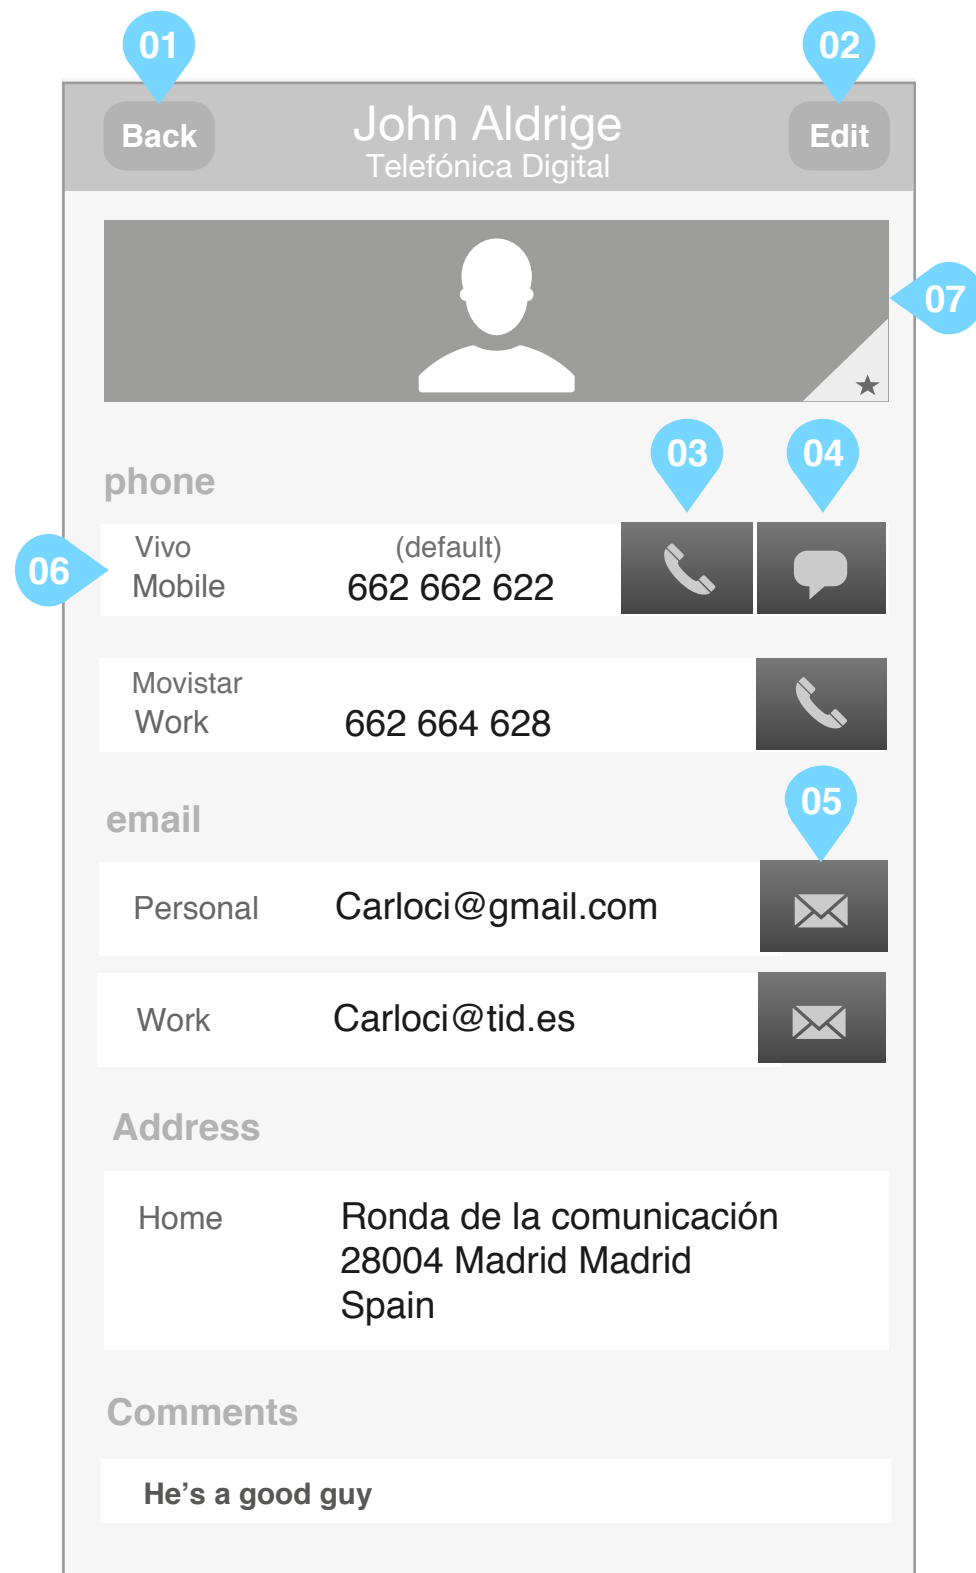 01
02
Back
John Aldrige
Edit
Telefónica Digital
07
phone
03
04
06
Vivo
(default)
Mobile
662 662 622
Movistar
Work
662 664 628
email
05
Personal
Carloci@gmail.com
Work
Carloci@tid.es
Address
Home
Ronda de la comunicación
28004 Madrid Madrid
Spain
Comments
He’s a good guy